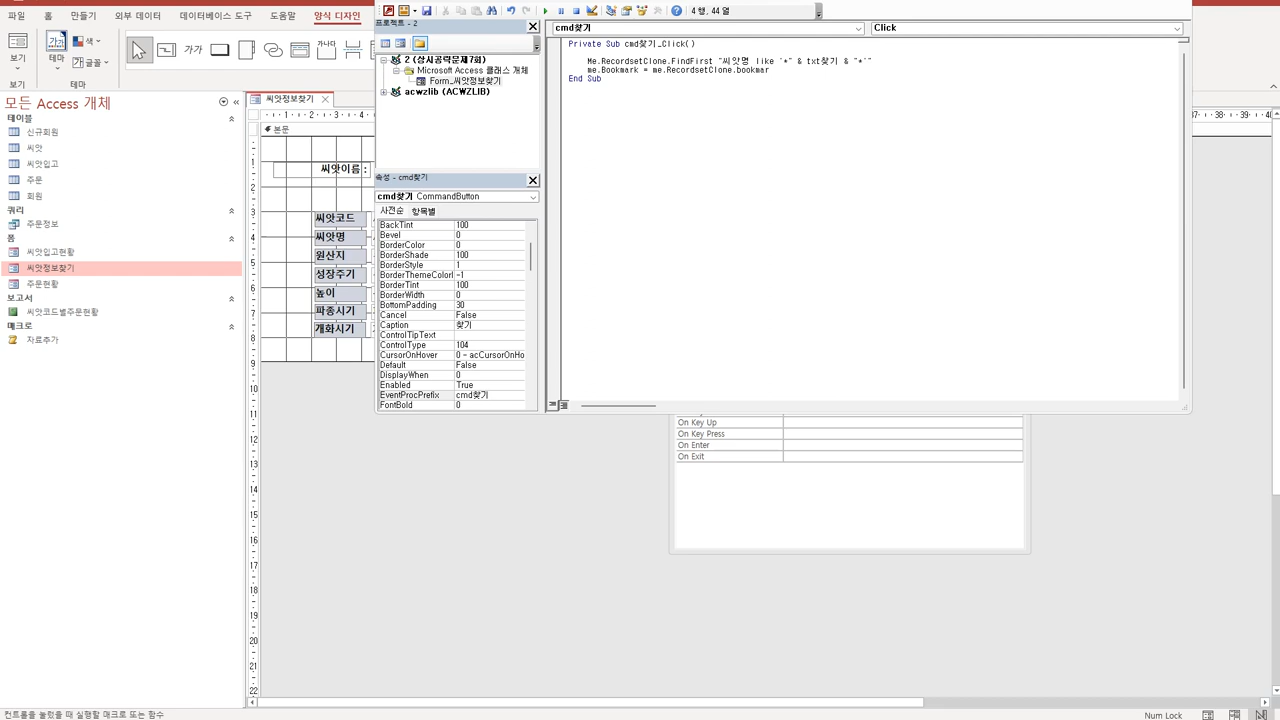 파일
홈
만들기
외부 데이터
데이터베이스 도구
도움말
양식 디자인
보기
보기
가가
테마
색
글꼴
테마
가가
가나다
모든 Access 개체
테이블
신규회원
씨앗
씨앗입고
주문
회원
쿼리
주문정보
폼
씨앗입고현황
씨앗정보찾기
주문현황
보고서
씨앗코드별주문현황
매크로
자료추가
씨앗정보찾기
본문
씨앗이름 :
씨앗코드
씨앗명
원산지
성장주기
높이
파종시기
개화시기
4 행, 44 열
프로젝트 - 2
2 (상시공략문제7회)
Microsoft Access 클래스 개체
Form_씨앗정보찾기
acwzlib (ACWZLIB)
속성 - cmd찾기
cmd찾기 CommandButton
사전순 항목별
BackTint 100
Bevel 0
BorderColor 0
BorderShade 100
BorderStyle 1
BorderThemeColorI -1
BorderTint 100
BorderWidth 0
BottomPadding 30
Cancel False
Caption 찾기
ControlTipText
ControlType 104
CursorOnHover 0 - acCursorOnHo
Default False
DisplayWhen 0
Enabled True
EventProcPrefix cmd찾기
FontBold 0
cmd찾기
Click
Private Sub cmd찾기_Click()
Me.RecordsetClone.FindFirst "씨앗명 like '*" & txt찾기 & "*'"
me.Bookmark = me.RecordsetClone.bookmar
End Sub
On Key Up
On Key Press
On Enter
On Exit
컨트롤을 눌렀을 때 실행할 매크로 또는 함수
Num Lock